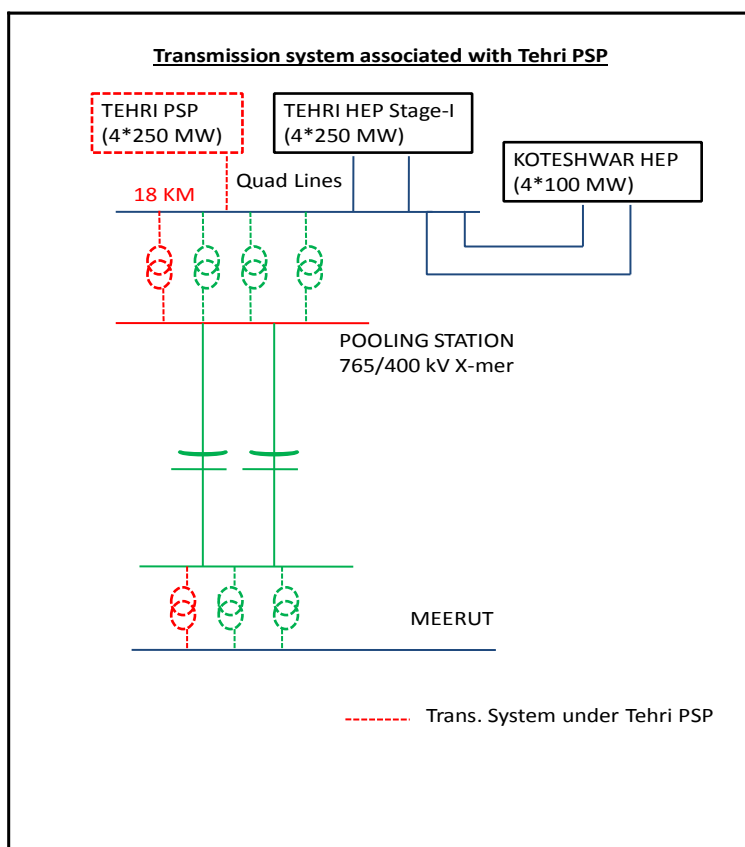 Transmission system associated with Tehri PSP
TEHRI PSP
(4*250 MW)
TEHRI HEP Stage-I
(4*250 MW)
KOTESHWAR HEP
(4*100 MW)
Quad Lines
18 KM
POOLING STATION
765/400 kV X-mer
MEERUT
Trans. System under Tehri PSP